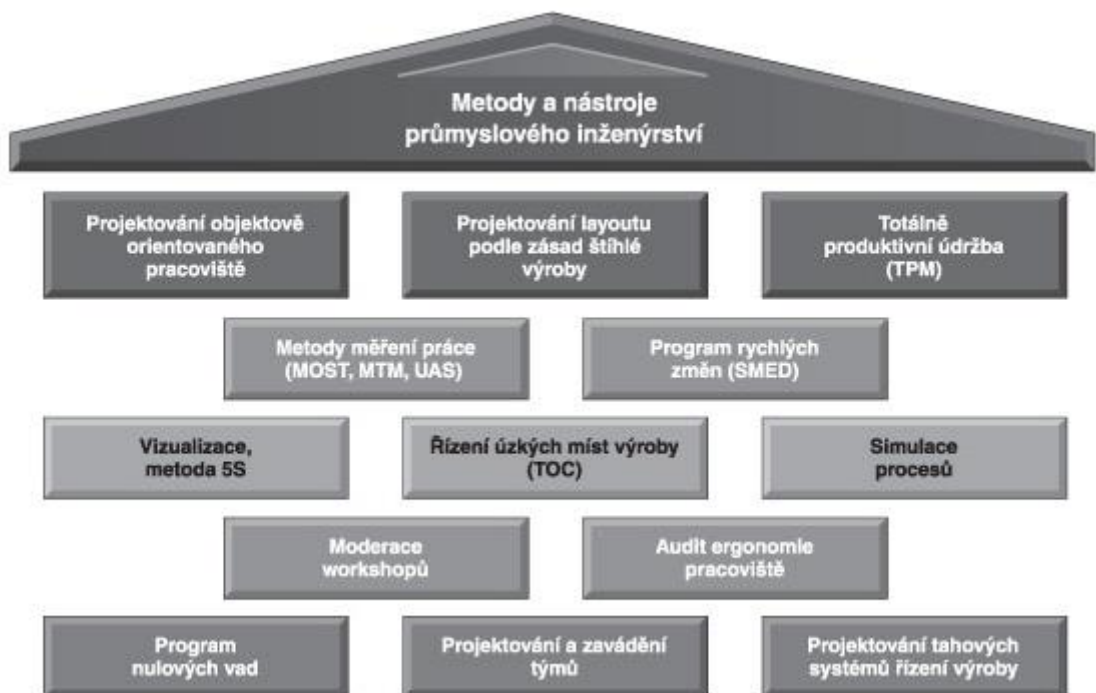 Metody a nástroje
průmyslového inženýrství
Projektování objektově
orientovaného
pracoviště
Projektování layoutu
podle zásad štíhlé
výroby
Totálně
produktivní údržba
(TPM)
Metody měření práce
(MOST, MTM, UAS)
Program rychlých
změn (SMED)
Vizualizace,
metoda 5S
Řízení úzkých míst výroby
(TOC)
Simulace
procesů
Moderace
workshopů
Audit ergonomie
pracoviště
Program
nulových vad
Projektování a zavádění
týmů
Projektování tahových
systémů řízení výroby